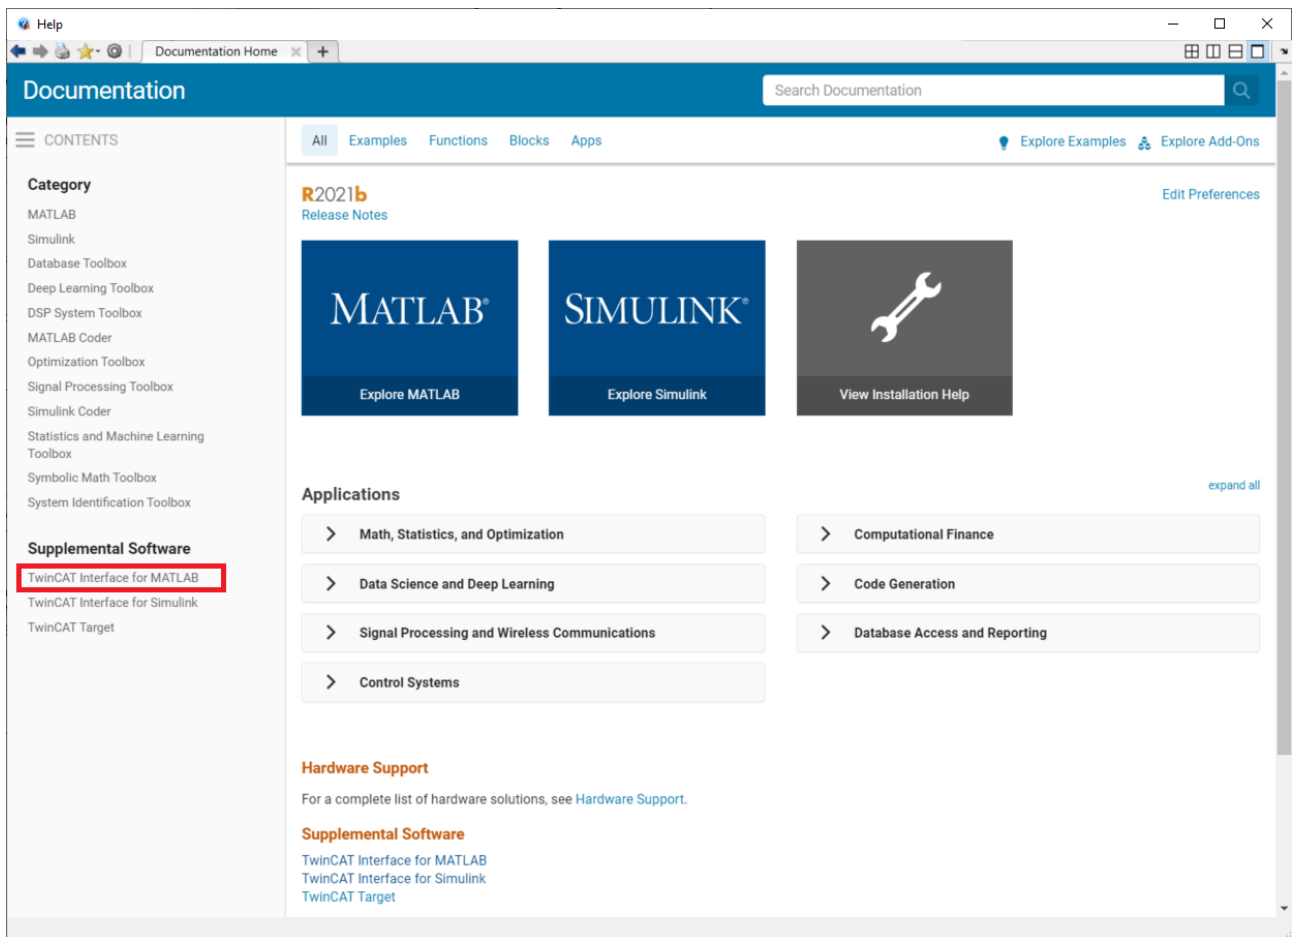 Help
Documentation Home
Documentation
Search Documentation
CONTENTS
All Examples Functions Blocks Apps
Explore Examples Explore Add-Ons
Category
MATLAB
Simulink
Database Toolbox
Deep Learning Toolbox
DSP System Toolbox
MATLAB Coder
Optimization Toolbox
Signal Processing Toolbox
Simulink Coder
Statistics and Machine Learning
Toolbox
Symbolic Math Toolbox
System Identification Toolbox
Supplemental Software
TwinCAT Interface for MATLAB
TwinCAT Interface for Simulink
TwinCAT Target
R2021b
Edit Preferences
Release Notes
MATLAB®
Explore MATLAB
SIMULINK®
Explore Simulink
View Installation Help
Applications
expand all
Math, Statistics, and Optimization
Computational Finance
Data Science and Deep Learning
Code Generation
Signal Processing and Wireless Communications
Database Access and Reporting
Control Systems
Hardware Support
For a complete list of hardware solutions, see Hardware Support.
Supplemental Software
TwinCAT Interface for MATLAB
TwinCAT Interface for Simulink
TwinCAT Target